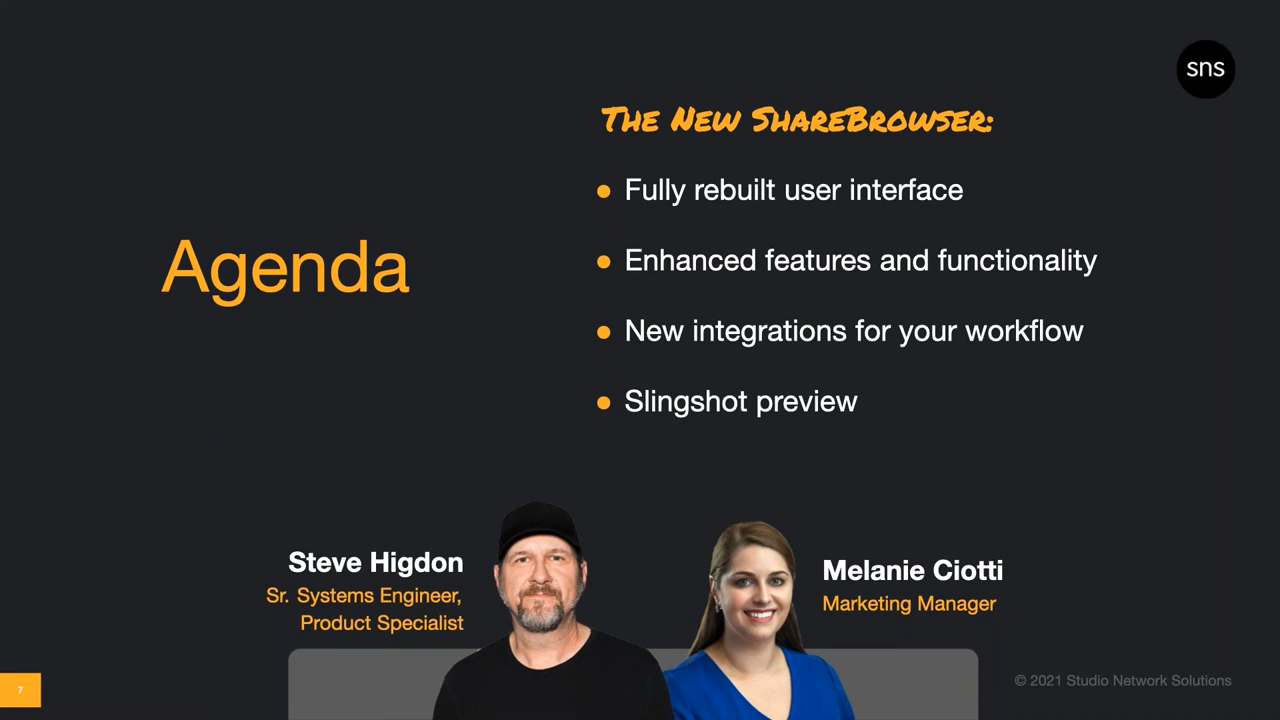 sns
The New ShareBrowser:
Fully rebuilt user interface
Enhanced features and functionality
New integrations for your workflow
Slingshot preview
Agenda
Steve Higdon
Sr. Systems Engineer,
Product Specialist
Melanie Ciotti
Marketing Manager
7
© 2021 Studio Network Solutions